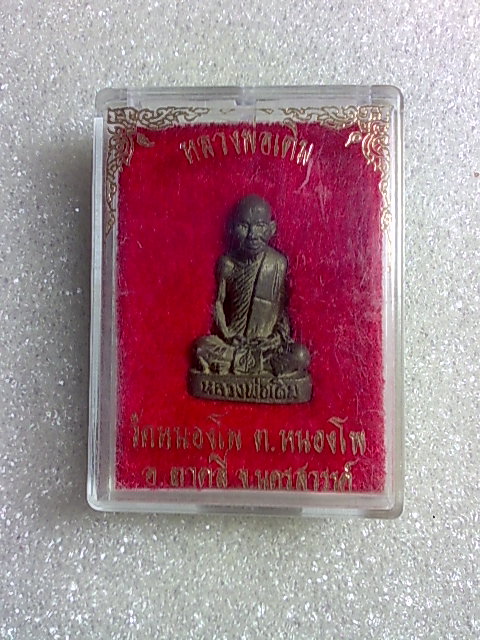 หลวงพ่อเดิม
หลวงพ่อเดิม
วัดหนองโพ ต.หนองโพ
อ.ตาคลี จ.นครสวรรค์